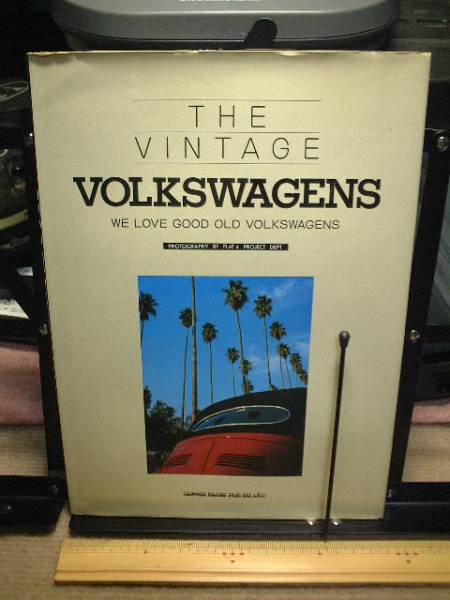 THE
VINTAGE
VOLKSWAGENS
WE LOVE GOOD OLD VOLKSWAGENS
PHOTOGRAPHY BY FLAT 4 PROJECT DEPT